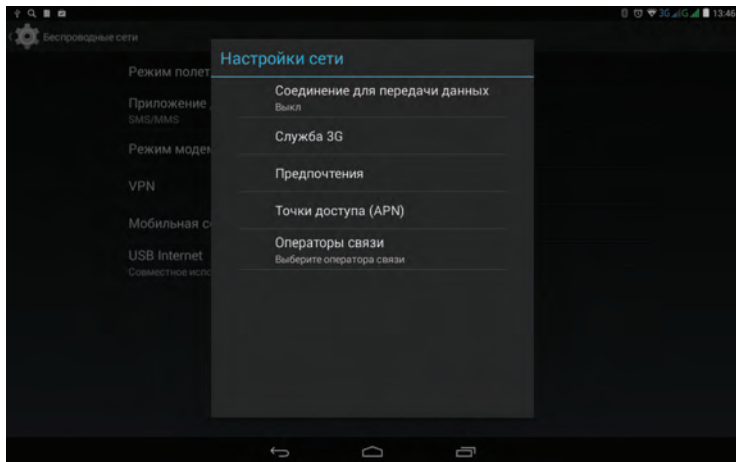 3G G 13:46
Беспроводные сети
Настройки сети
Режим полет
Соединение для передачи данных
Выкл
Приложение
SMS/MMS
Служба 3G
Режим модем
Предпочтения
VPN
Точки доступа (APN)
Мобильная с
Операторы связи
Выберите оператора связи
USB Internet
Совместное испо